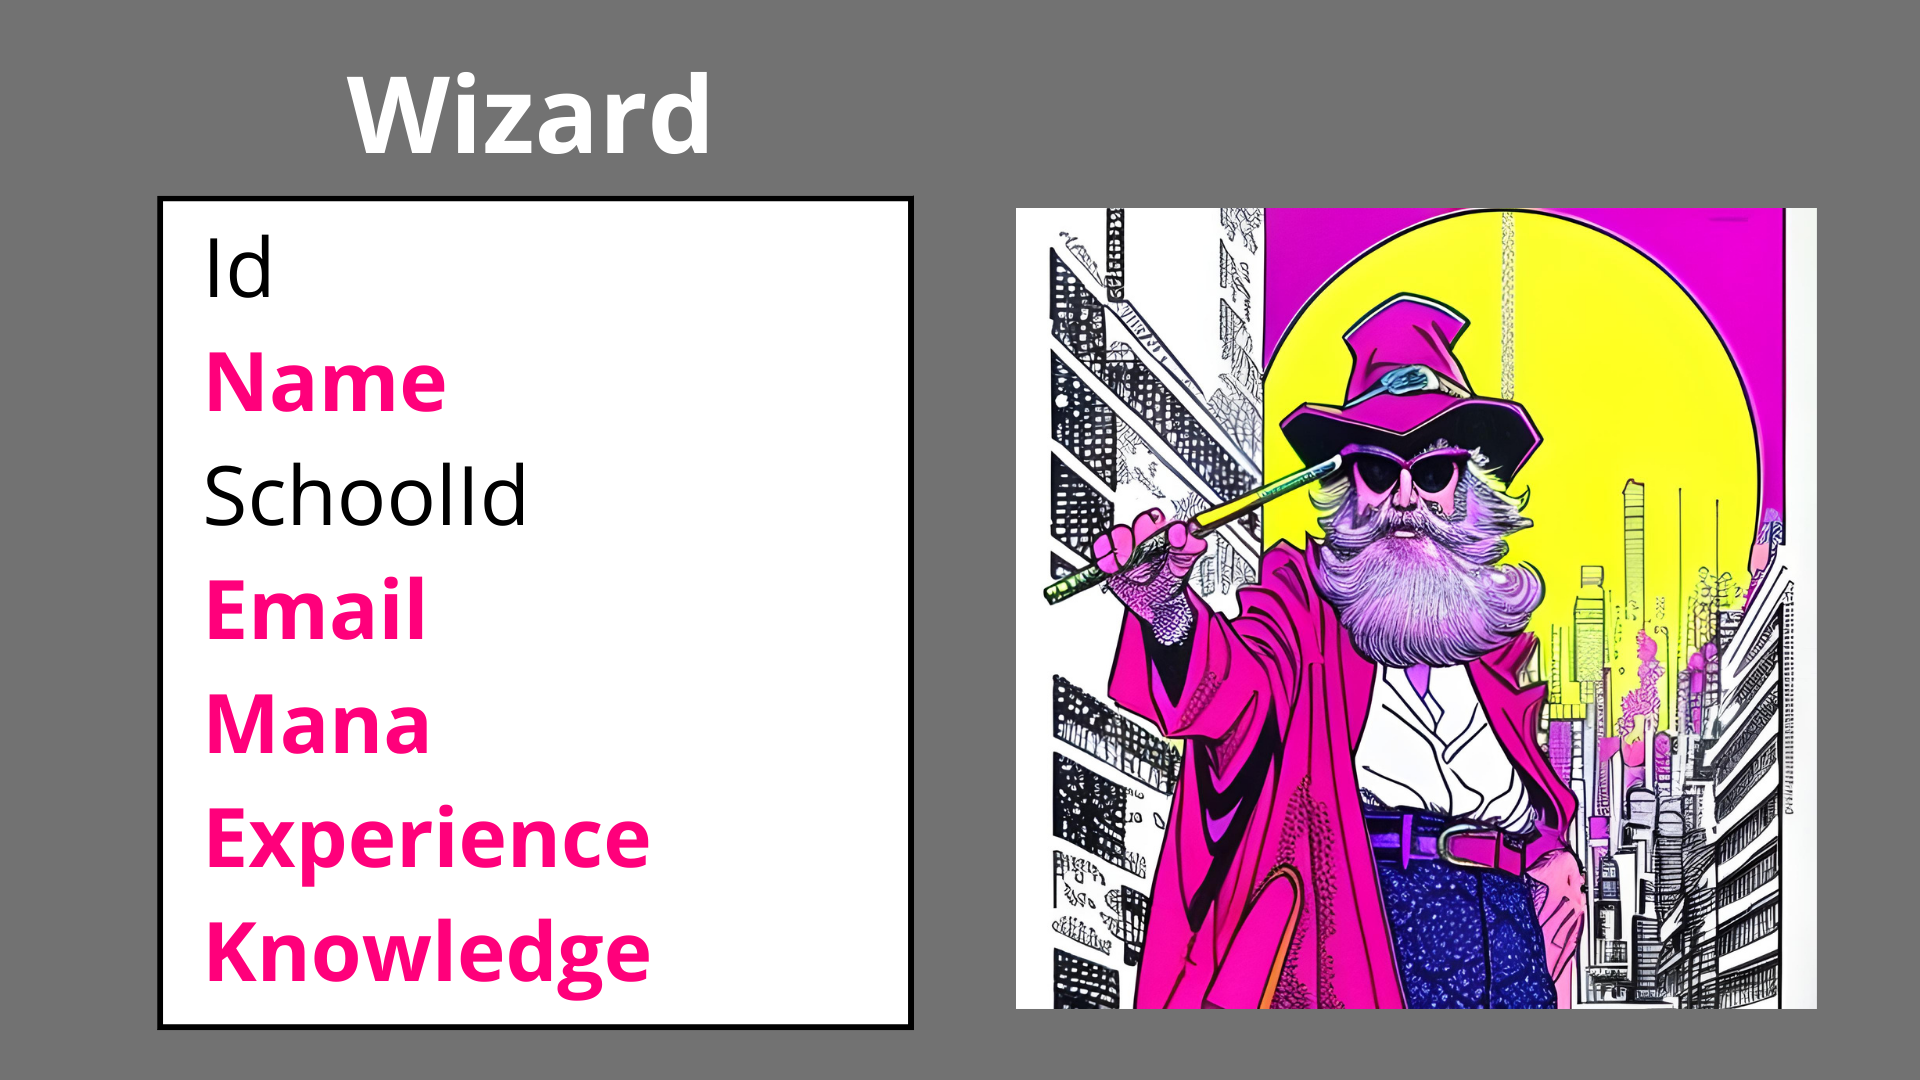 Wizard
Id
Name
SchoolId
Email
Mana
Experience
Knowledge